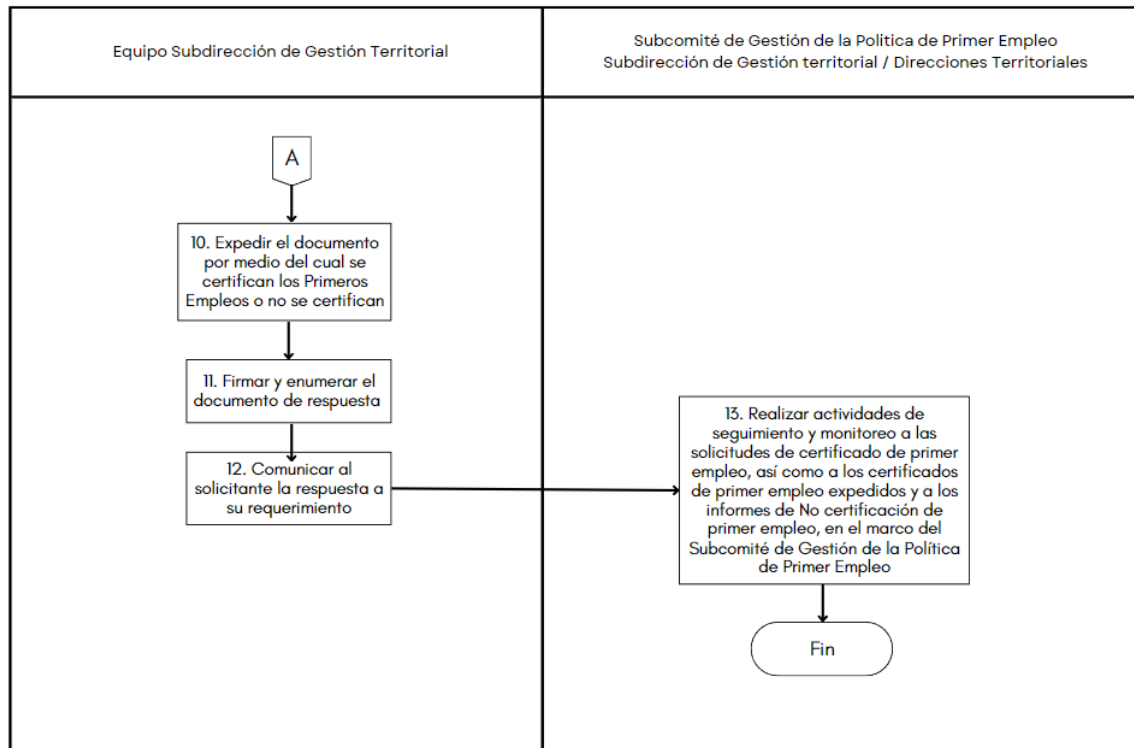 Equipo Subdirección de Gestión Territorial
Subcomité de Gestión de la Politica de Primer Empleo
Subdirección de Gestión territorial / Direcciones Territoriales
A
10. Expedir el documento
por medio del cual se
certifican los Primeros
Empleos o no se certifican
11. Firmar y enumerar el
documento de respuesta
12. Comunicar al
solicitante la respuesta a
su requerimiento
13. Realizar actividades de
seguimiento y monitoreo a las
solicitudes de certificado de primer
empleo, así como a los certificados
de primer empleo expedidos y a los
informes de No certificación de
primer empleo, en el marco del
Subcomité de Gestión de la Política
de Primer Empleo
Fin